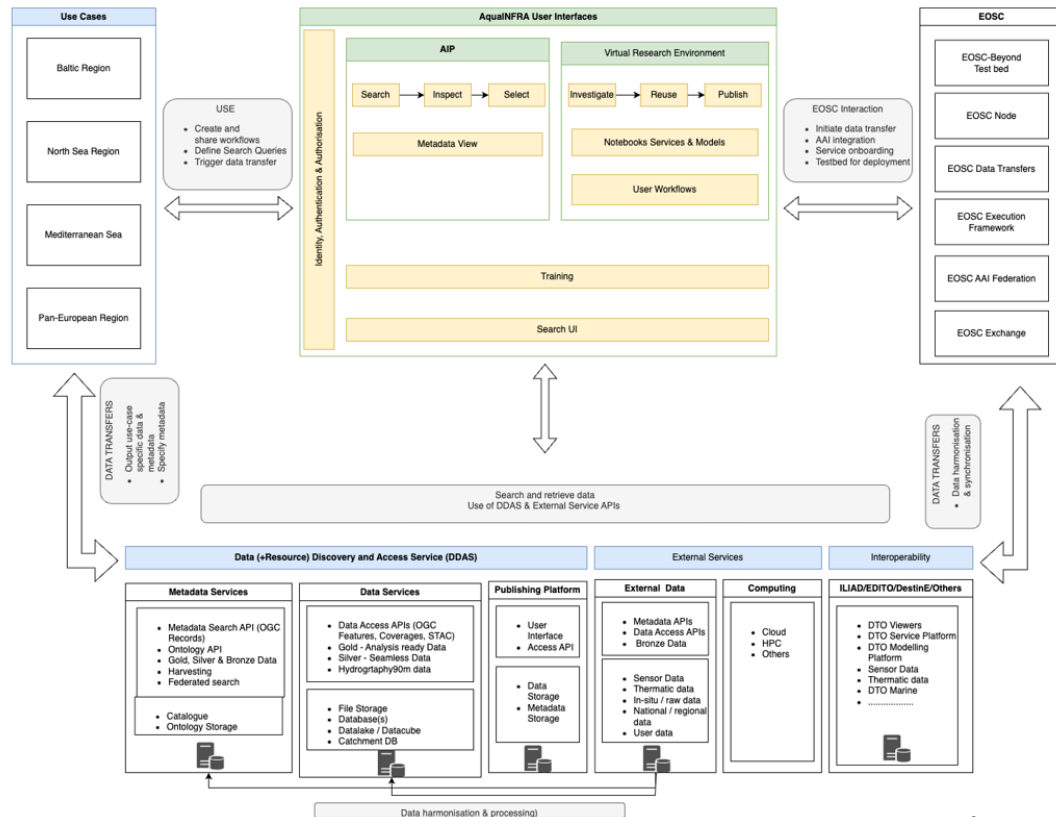 Use Cases
Baltic Region
North Sea Region
Mediterranean Sea
Pan-European Region
USE
Create and
share workflows
Define Search Queries
Trigger data transfer
AquaINFRA User Interfaces
Identity, Authentication & Authorisation
AIP
Search
Inspect
Select
Metadata View
Virtual Research Environment
Investigate
Reuse
Publish
Notebooks Services & Models
User Workflows
Training
Search UI
EOSC Interaction
Initiate data transfer
AAI integration
Service onboarding
Testbed for deployment
EOSC
EOSC-Beyond
Test bed
EOSC Node
EOSC Data Transfers
EOSC Execution
Framework
EOSC AAI Federation
EOSC Exchange
DATA TRANSFERS
Output use-case
specific data &
metadata
Specify metadata
DATA TRANSFERS
Data harmonisation
& synchronisation
Search and retrieve data
Use of DDAS & External Service APIs
Data (+Resource) Discovery and Access Service (DDAS)
External Services
Interoperability
Metadata Services
Metadata Search API (OGC
Records)
Ontology API
Gold, Silver & Bronze Data
Harvesting
Federated search
Catalogue
Ontology Storage
Data Services
Data Access APIs (OGC
Features, Coverages, STAC)
Gold - Analysis ready Data
Silver - Seamless Data
Hydrogrtaphy90m data
File Storage
Database(s)
Datalake / Datacube
Catchment DB
Publishing Platform
User
Interface
Access API
Data
Storage
Metadata
Storage
External Data
Metadata APIs
Data Access APIs
Bronze Data
Sensor Data
Thematic data
In-situ / raw data
National / regional
data
User data
Computing
Cloud
HPC
Others
ILIAD/EDITO/DestinE/Others
DTO Viewers
DTO Service Platform
DTO Modelling
Platform
Sensor Data
Thematic data
DTO Marine
...................
Data harmonisation & processing)